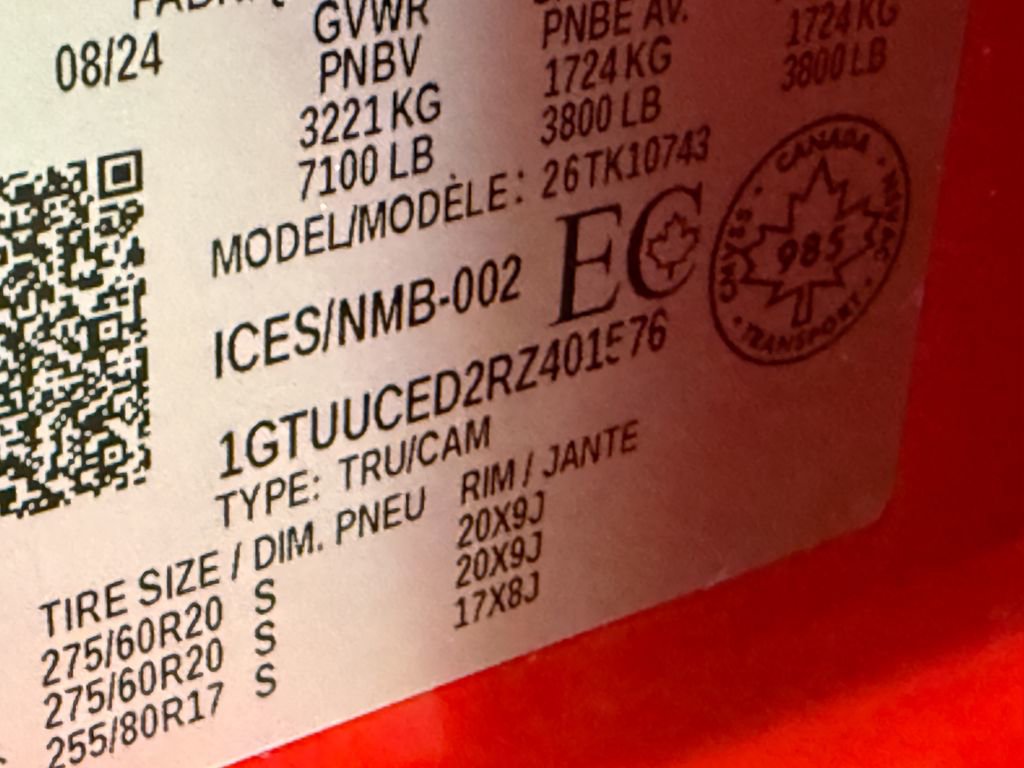 08/24
GVWR
PNBV
3221 KG
7100 LB
PNBE AV.
1724 KG
3800 LB
1724 KG
3800 LB
MODEL/MODÈLE: 26TK10743
ICES/NMB-002 EC
CANADA · NVAC · TRANSPORT · CMVSS
985
1GTUUCED2RZ401576
TYPE: TRU/CAM
TIRE SIZE / DIM. PNEU RIM / JANTE
275/60R20 S 20X9J
275/60R20 S 20X9J
255/80R17 S 17X8J